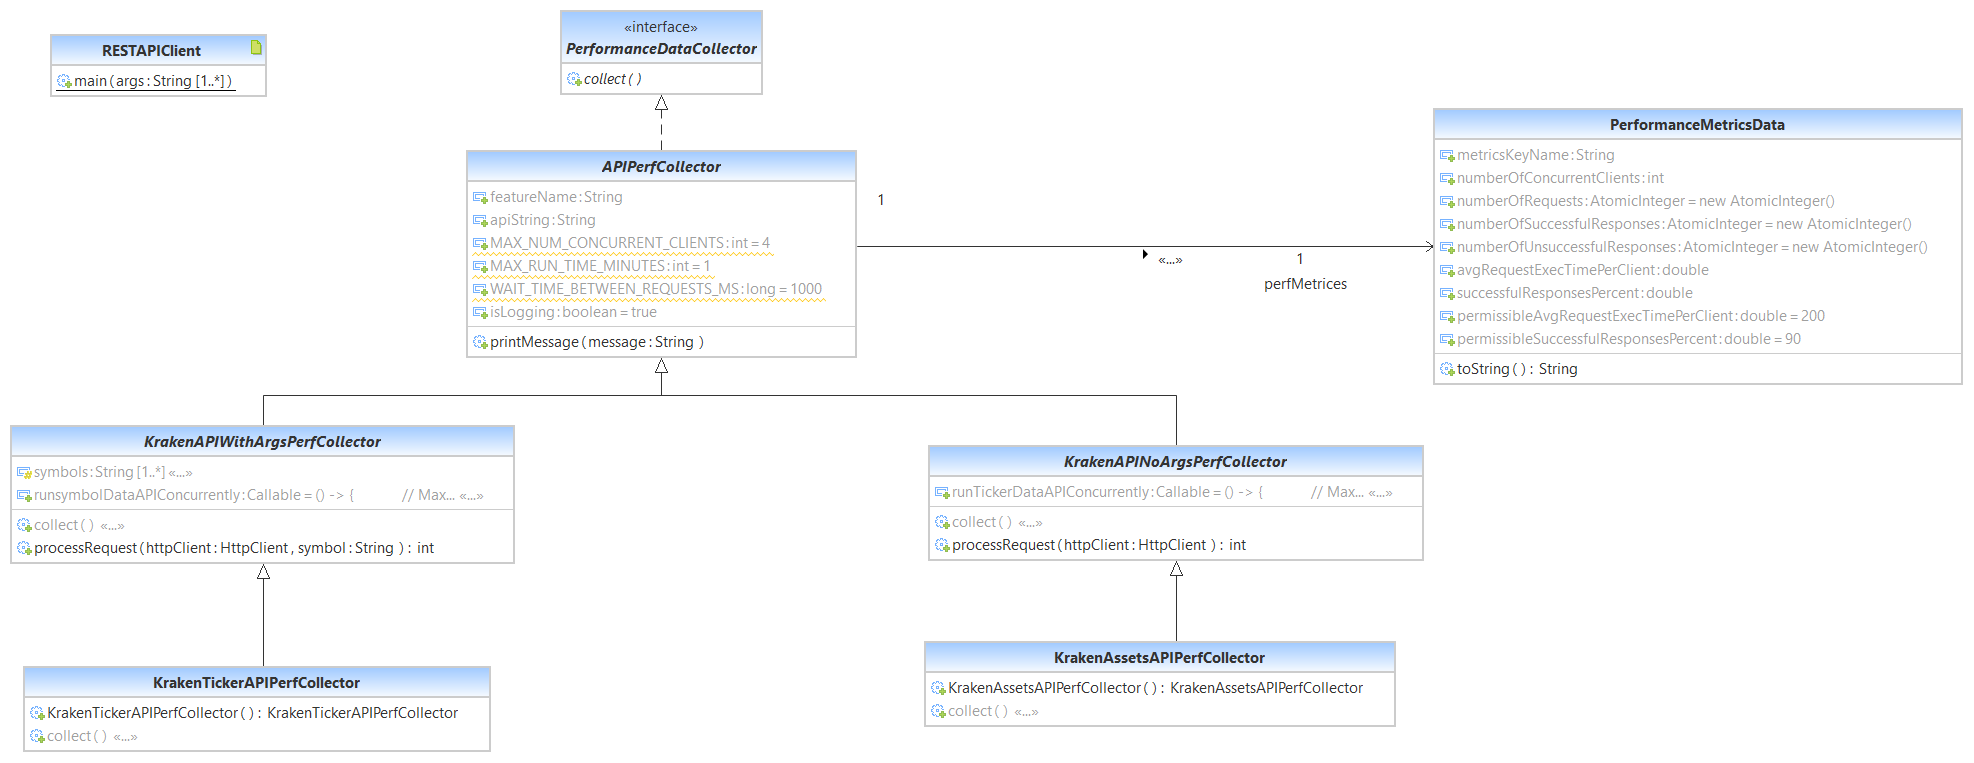 RESTAPIClient
main(args:String [1..*])
«interface»
PerformanceDataCollector
collect( )
APIPerfCollector
featureName:String
apiString:String
MAX_NUM_CONCURRENT_CLIENTS:int = 4
MAX_RUN_TIME_MINUTES:int = 1
WAIT_TIME_BETWEEN_REQUESTS_MS:long = 1000
isLogging:boolean = true
printMessage(message:String )
1
«...»
1
perfMetrices
PerformanceMetricsData
metricsKeyName:String
numberOfConcurrentClients:int
numberOfRequests:AtomicInteger = new AtomicInteger()
numberOfSuccessfulResponses:AtomicInteger = new AtomicInteger()
numberOfUnsuccessfulResponses:AtomicInteger = new AtomicInteger()
avgRequestExecTimePerClient:double
successfulResponsesPercent:double
permissibleAvgRequestExecTimePerClient:double = 200
permissibleSuccessfulResponsesPercent:double = 90
toString( ): String
KrakenAPIWithArgsPerfCollector
symbols:String [1..*] «...»
runsymbolDataAPIConcurrently:Callable = () -> { // Max... «...»
collect( ) «...»
processRequest(httpClient:HttpClient, symbol:String ): int
KrakenAPINoArgsPerfCollector
runTickerDataAPIConcurrently:Callable = () -> { // Max... «...»
collect( ) «...»
processRequest(httpClient:HttpClient ): int
KrakenTickerAPIPerfCollector
KrakenTickerAPIPerfCollector( ): KrakenTickerAPIPerfCollector
collect( ) «...»
KrakenAssetsAPIPerfCollector
KrakenAssetsAPIPerfCollector( ): KrakenAssetsAPIPerfCollector
collect( ) «...»